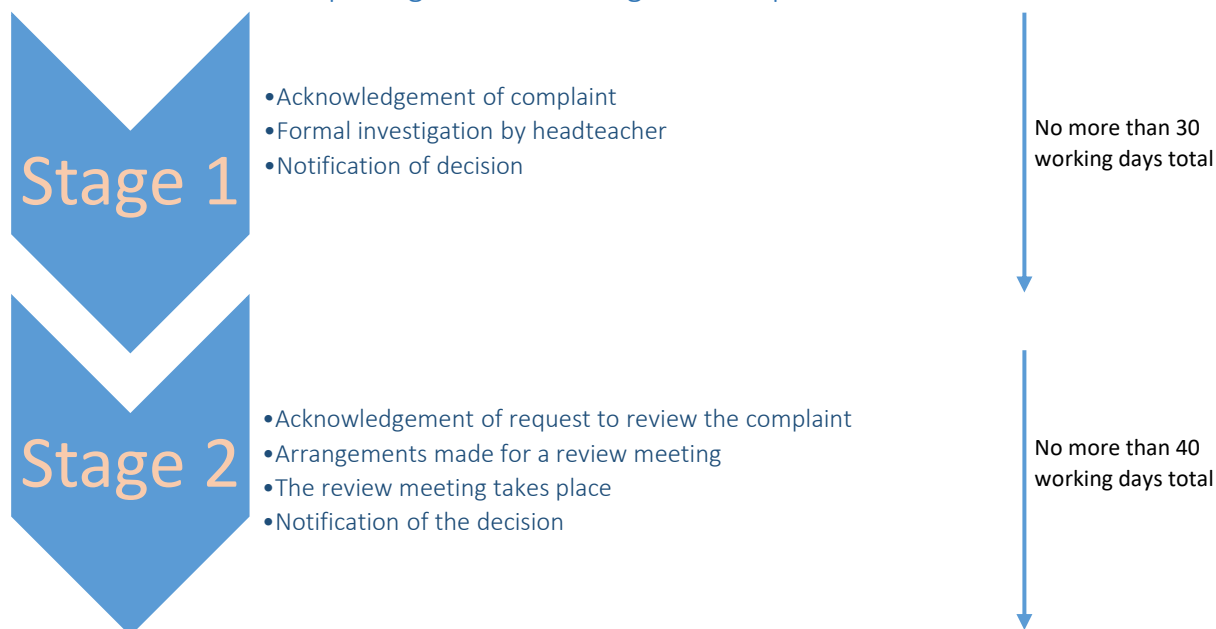 Stage 1
•Acknowledgement of complaint
•Formal investigation by headteacher
•Notification of decision
No more than 30
working days total
Stage 2
•Acknowledgement of request to review the complaint
•Arrangements made for a review meeting
•The review meeting takes place
•Notification of the decision
No more than 40
working days total